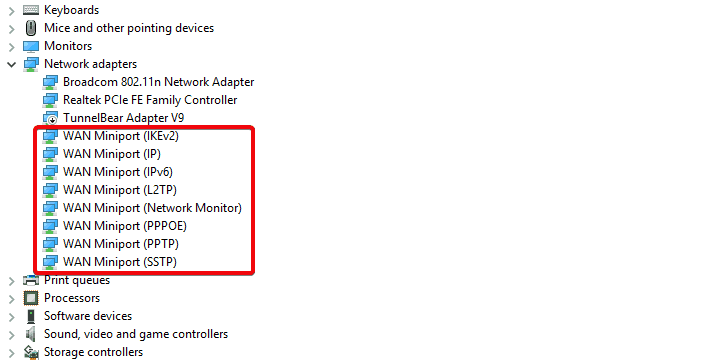 Keyboards
Mice and other pointing devices
Monitors
Network adapters
Broadcom 802.11n Network Adapter
Realtek PCIe FE Family Controller
TunnelBear Adapter V9
WAN Miniport (IKEv2)
WAN Miniport (IP)
WAN Miniport (IPv6)
WAN Miniport (L2TP)
WAN Miniport (Network Monitor)
WAN Miniport (PPPOE)
WAN Miniport (PPTP)
WAN Miniport (SSTP)
Print queues
Processors
Software devices
Sound, video and game controllers
Storage controllers